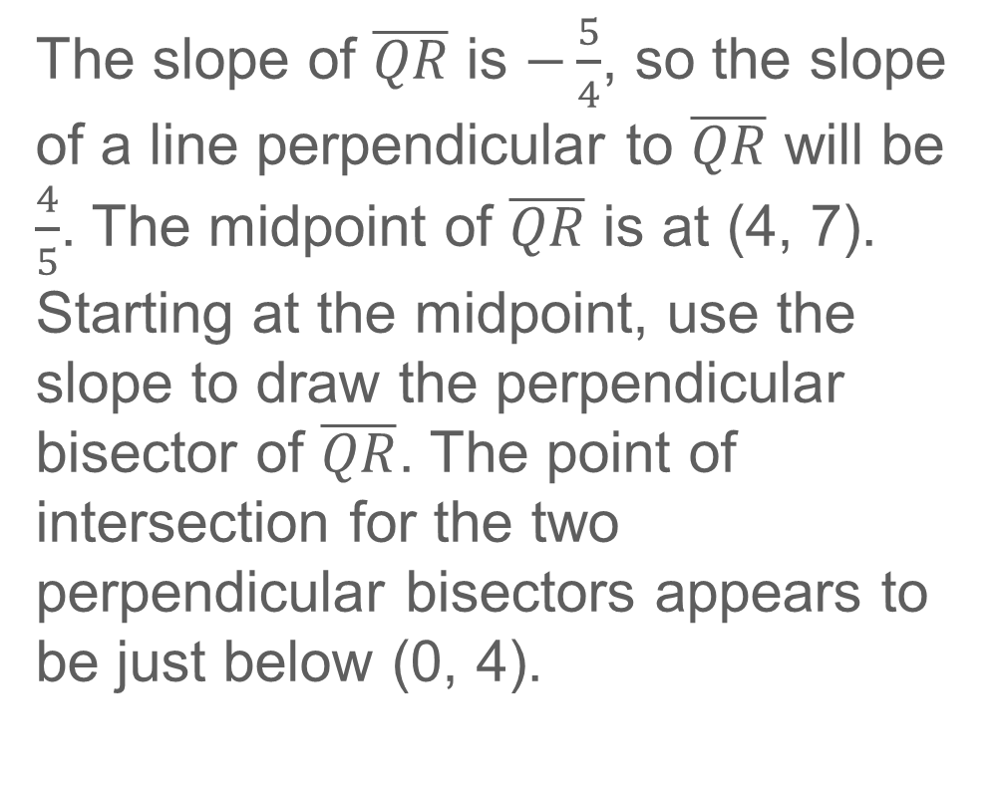 The slope of \(\overline{QR}\) is \(-\frac{5}{4}\), so the slope
of a line perpendicular to \(\overline{QR}\) will be
\(\frac{4}{5}\). The midpoint of \(\overline{QR}\) is at (4, 7).
Starting at the midpoint, use the
slope to draw the perpendicular
bisector of \(\overline{QR}\). The point of
intersection for the two
perpendicular bisectors appears to
be just below (0, 4).